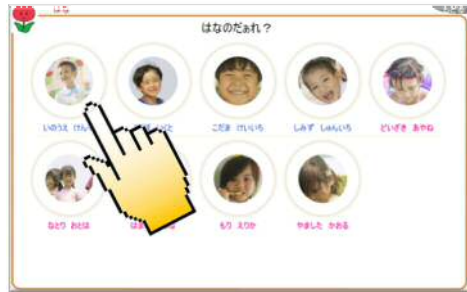 はな
はなのだぁれ？
いのうえ けん
こだま けいいち
しみず しゅんいち
どいざき あやね
なとり おとは
もり えりか
やました かおる